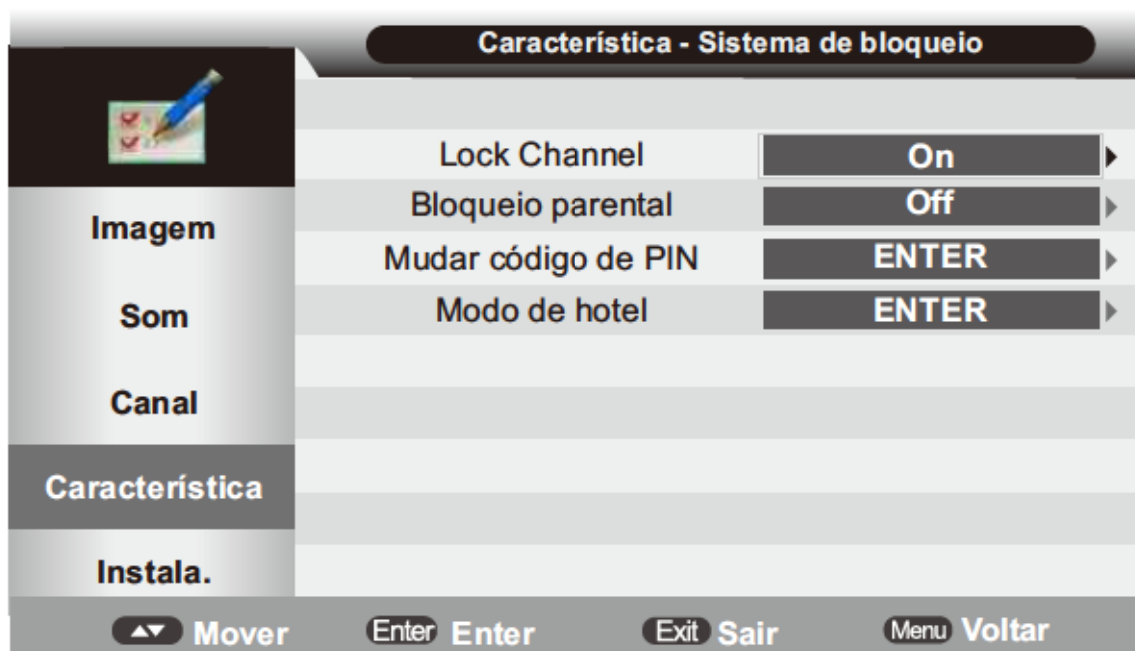 Característica - Sistema de bloqueio
Lock Channel On
Bloqueio parental Off
Mudar código de PIN ENTER
Modo de hotel ENTER
Imagem
Som
Canal
Característica
Instala.
Mover Enter Enter Exit Sair Menu Voltar